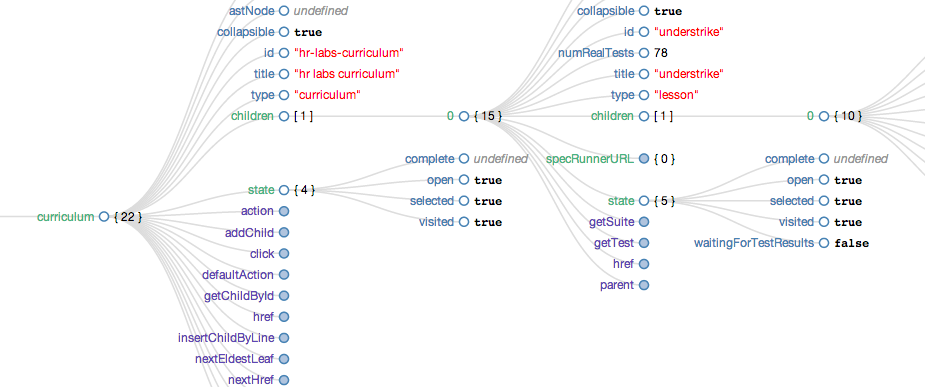 astNode undefined
collapsible true
id "hr-labs-curriculum"
title "hr labs curriculum"
type "curriculum"
children [ 1 ]
curriculum { 22 }
state { 4 }
action
addChild
click
defaultAction
getChildById
href
insertChildByLine
nextEldestLeaf
nextHref
0 { 15 }
complete undefined
open true
selected true
visited true
collapsible true
id "understrike"
numRealTests 78
title "understrike"
type "lesson"
children [ 1 ]
specRunnerURL { 0 }
state { 5 }
getSuite
getTest
href
parent
0 { 10 }
complete undefined
open true
selected true
visited true
waitingForTestResults false